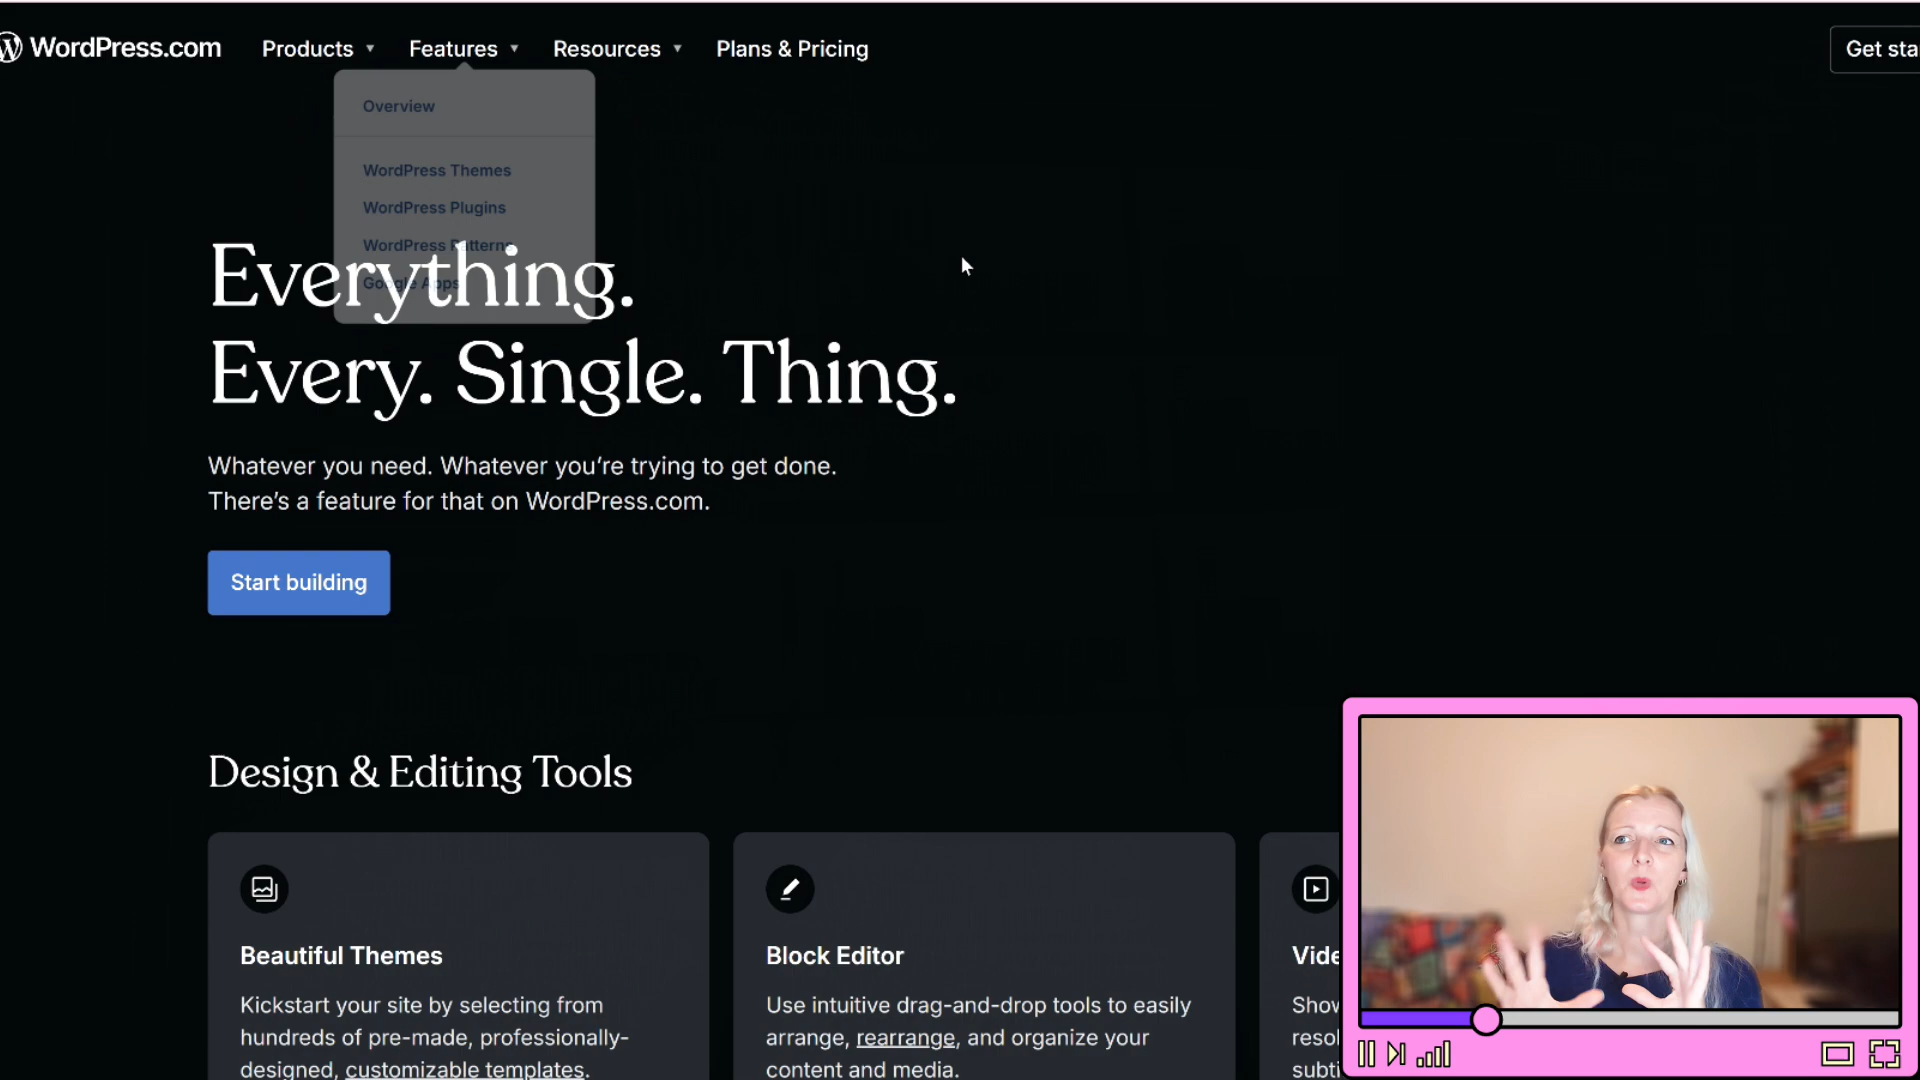 WordPress.com
Products
Features
Resources
Plans & Pricing
Get sta
Overview
WordPress Themes
WordPress Plugins
WordPress Patterns
Google Apps
Everything.
Every. Single. Thing.
Whatever you need. Whatever you’re trying to get done.
There’s a feature for that on WordPress.com.
Start building
Design & Editing Tools
Beautiful Themes
Kickstart your site by selecting from
hundreds of pre-made, professionally-
designed, customizable templates.
Block Editor
Use intuitive drag-and-drop tools to easily
arrange, rearrange, and organize your
content and media.
Vide
Show
resol
subti